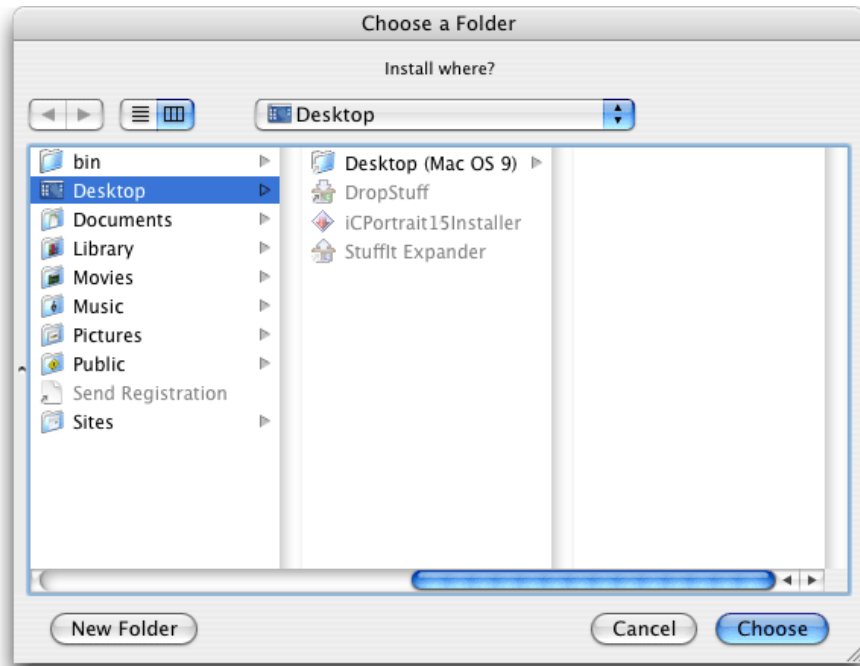 Choose a Folder
Install where?
Desktop
bin
Desktop
Documents
Library
Movies
Music
Pictures
Public
Send Registration
Sites
Desktop (Mac OS 9)
DropStuff
iCPortrait15Installer
StuffIt Expander
New Folder
Cancel
Choose